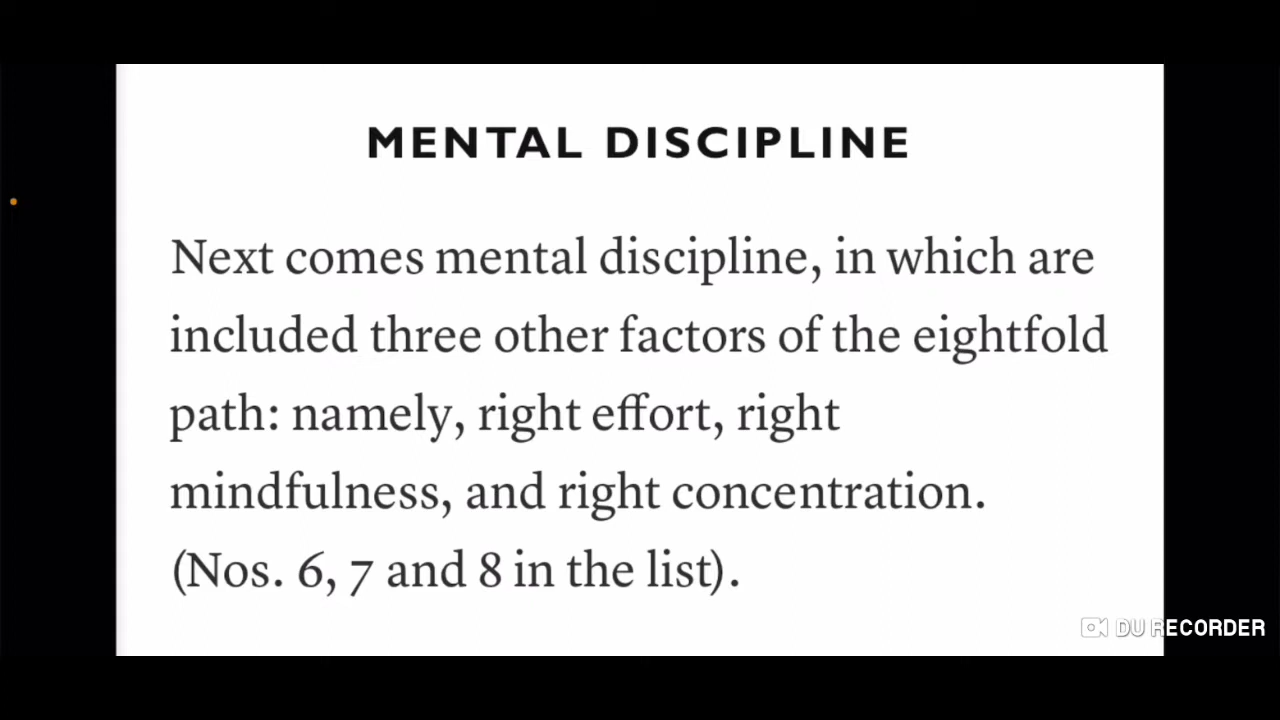 MENTAL DISCIPLINE
Next comes mental discipline, in which are
included three other factors of the eightfold
path: namely, right effort, right
mindfulness, and right concentration.
(Nos. 6, 7 and 8 in the list).
DU RECORDER